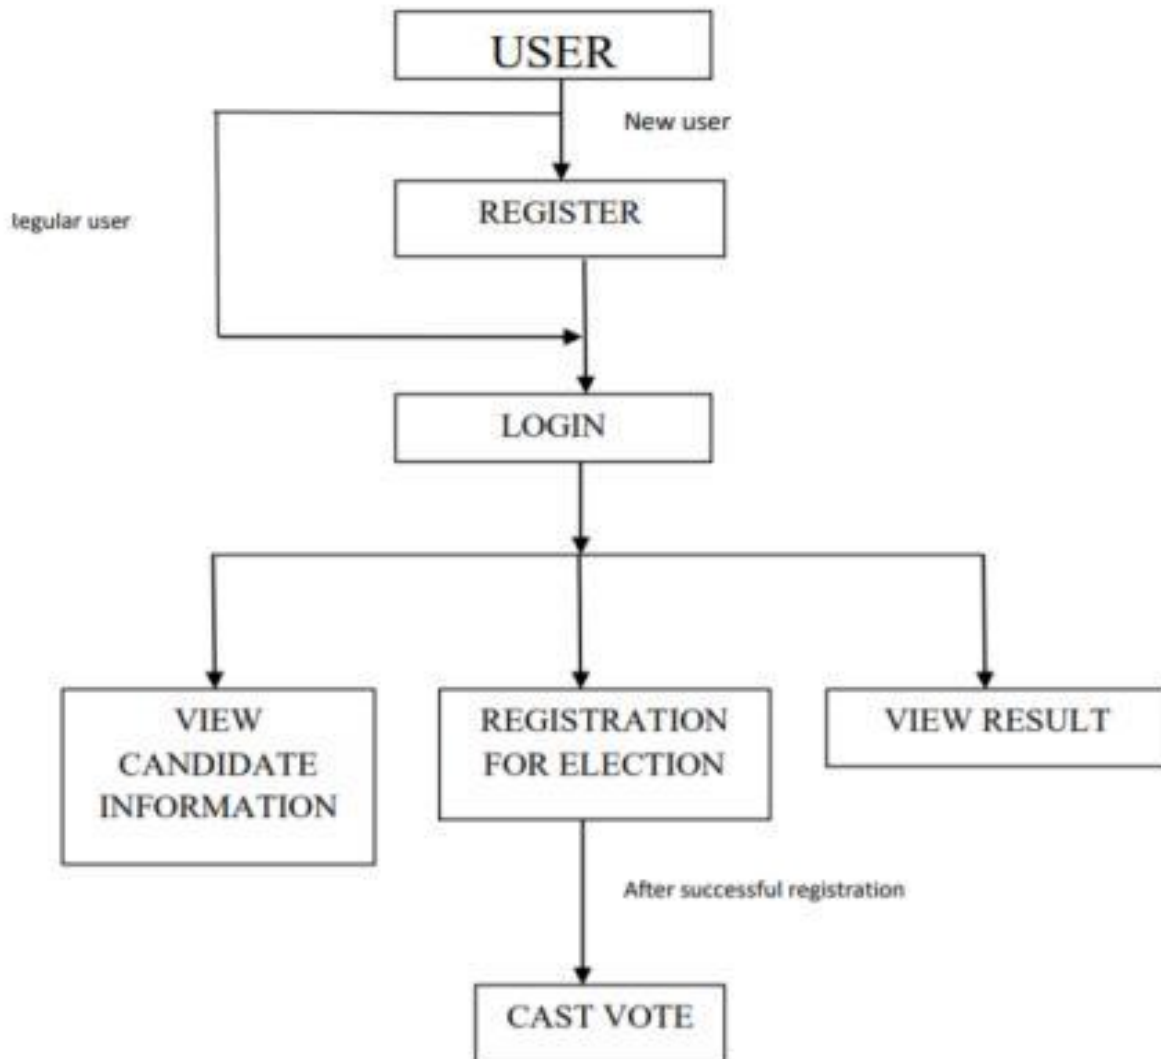 USER
New user
REGISTER
legular user
LOGIN
VIEW
CANDIDATE
INFORMATION
REGISTRATION
FOR ELECTION
VIEW RESULT
After successful registration
CAST VOTE